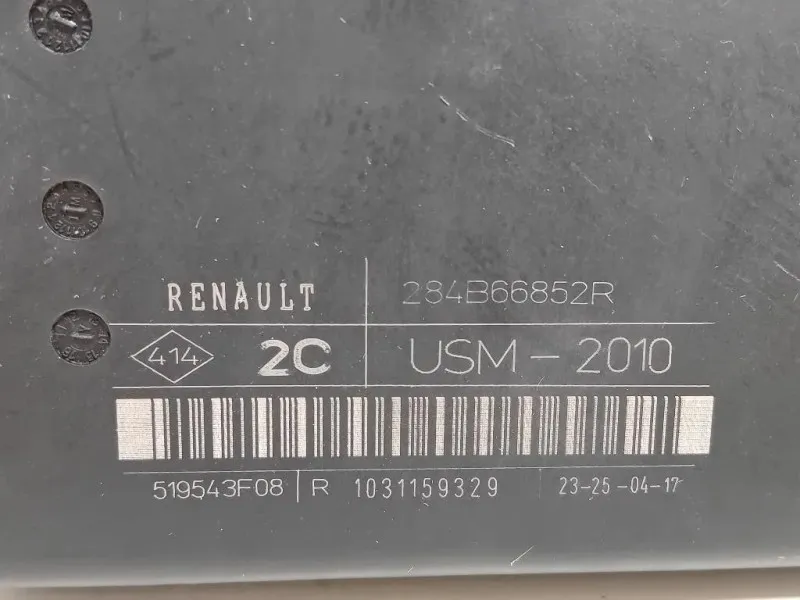 RENAULT 284B66852R
414 2C USM-2010
519543F08 R 1031159329 23-25-04-17